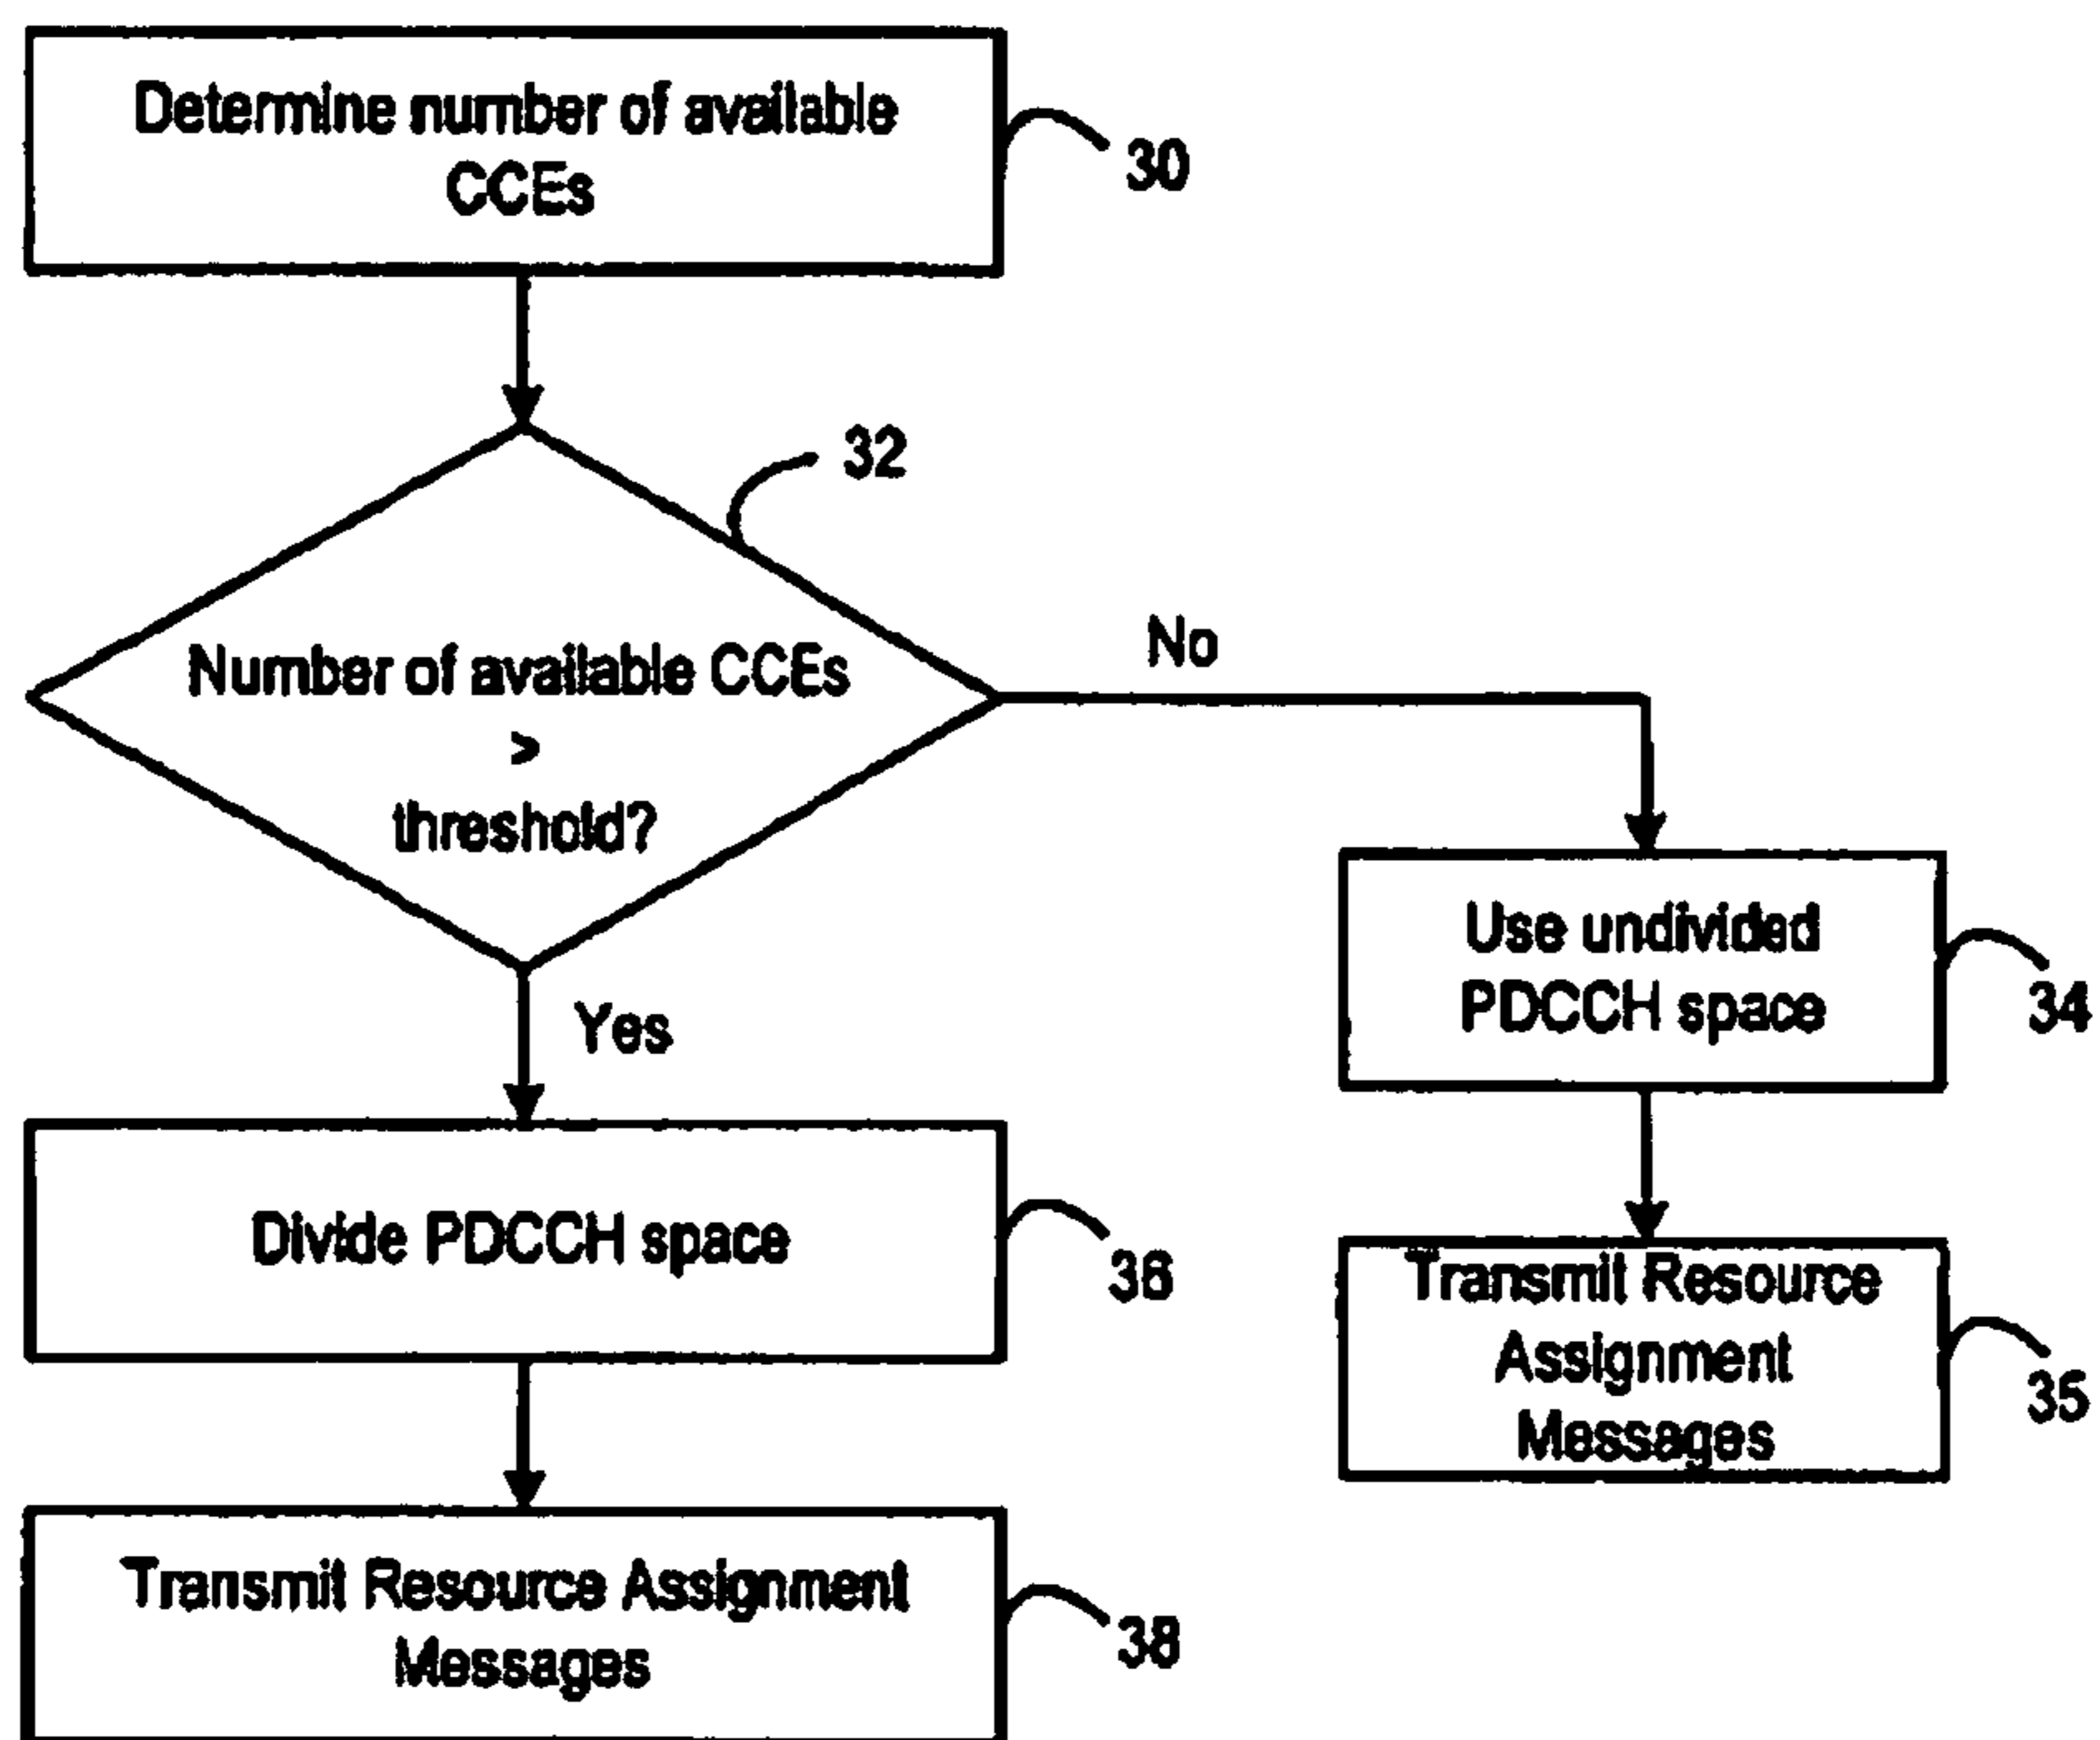 Determine number of available
CCEs
30
32
Number of available CCEs
>
threshold?
No
Yes
Use undivided
PDCCH space
34
Divide PDCCH space
36
Transmit Resource
Assignment
Messages
35
Transmit Resource Assignment
Messages
38